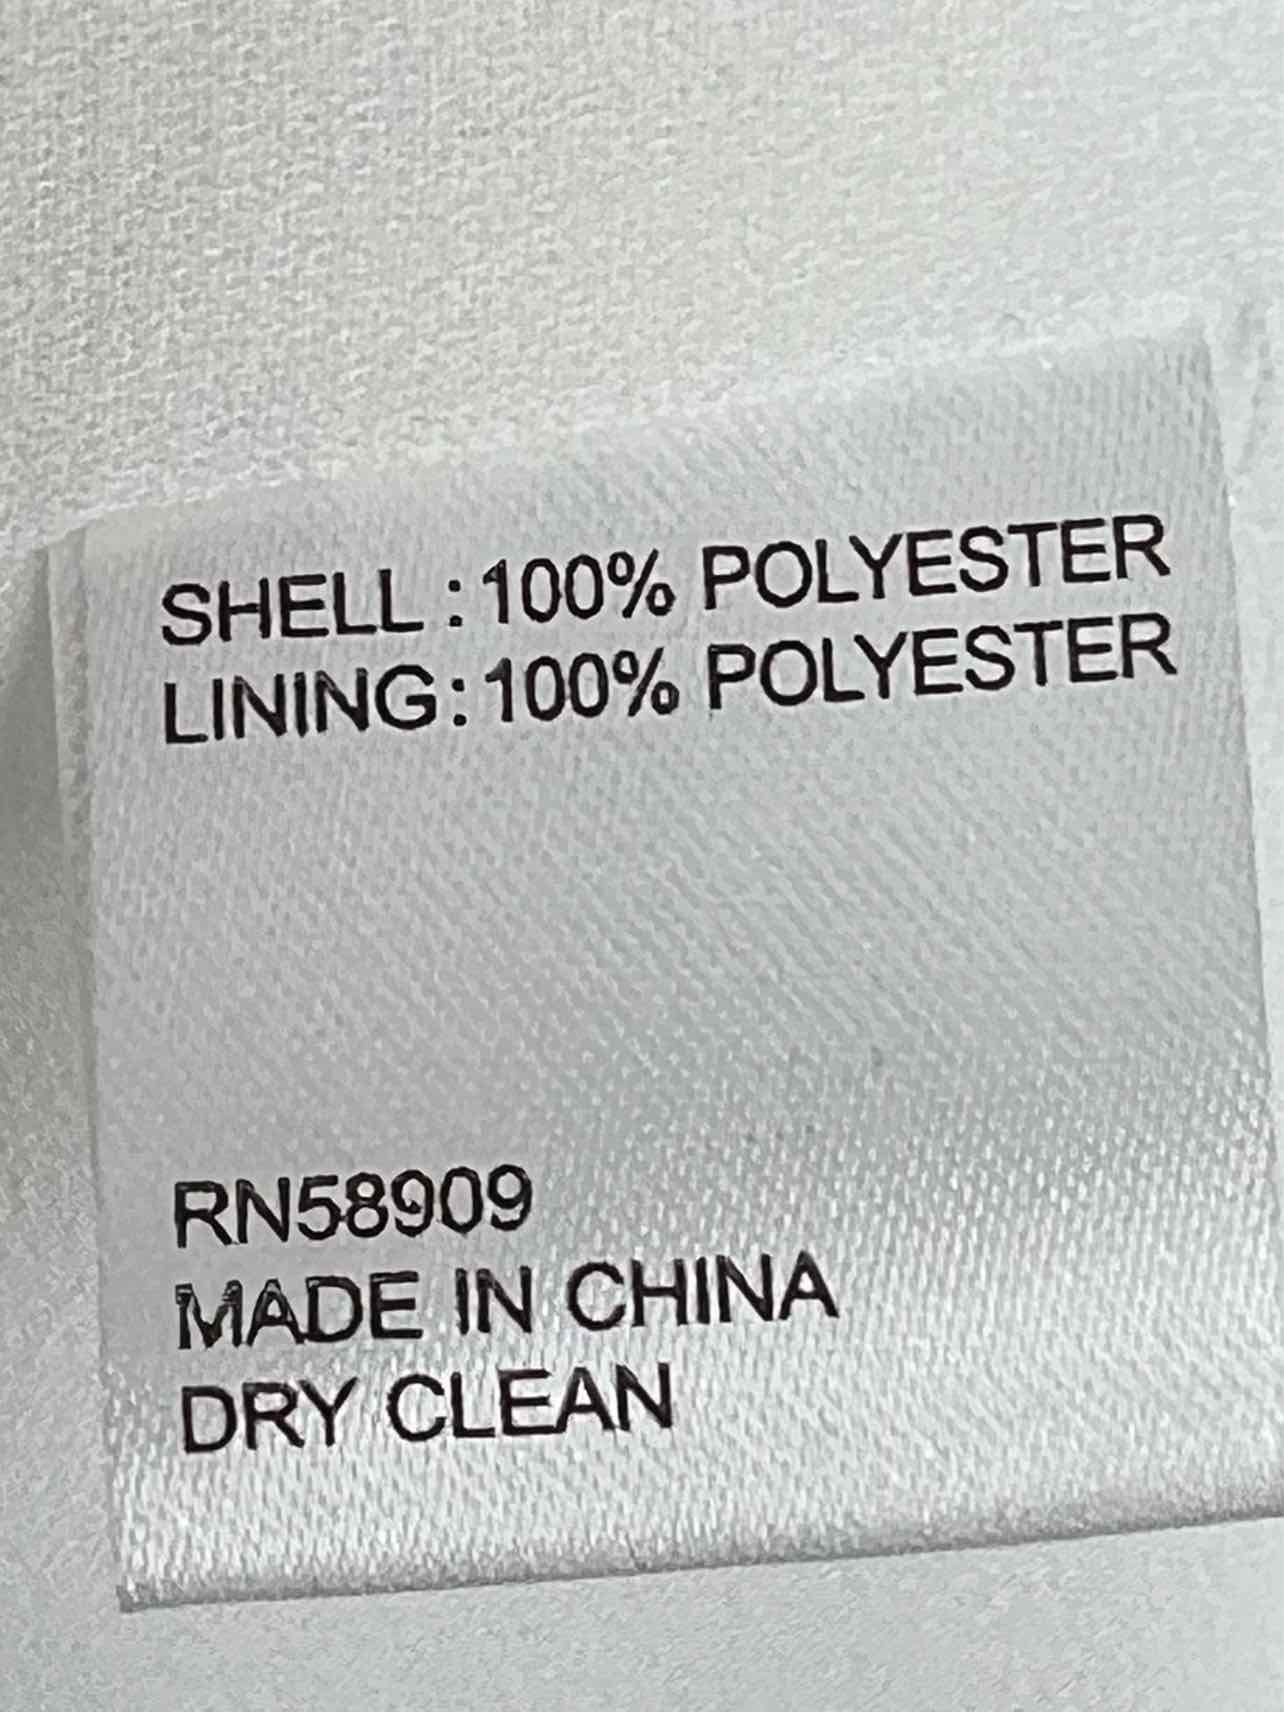 SHELL : 100% POLYESTER
LINING: 100% POLYESTER
RN58909
MADE IN CHINA
DRY CLEAN